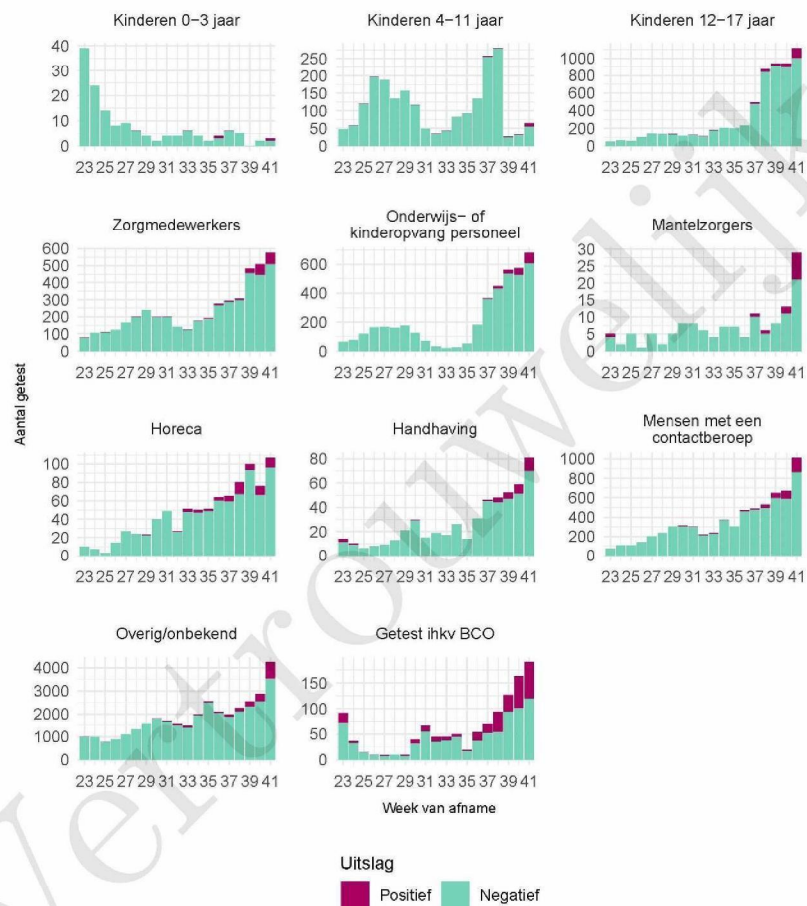 Kinderen 0−3 jaar
Kinderen 4−11 jaar
Kinderen 12−17 jaar
40
30
20
10
0
23 25 27 29 31 33 35 37 39 41
250
200
150
100
50
0
23 25 27 29 31 33 35 37 39 41
1000
800
600
400
200
0
23 25 27 29 31 33 35 37 39 41
Zorgmedewerkers
Onderwijs− of
kinderopvang personeel
Mantelzorgers
600
500
400
300
200
100
0
23 25 27 29 31 33 35 37 39 41
600
400
200
0
23 25 27 29 31 33 35 37 39 41
30
25
20
15
10
5
0
23 25 27 29 31 33 35 37 39 41
Aantal getest
Horeca
Handhaving
Mensen met een
contactberoep
100
80
60
40
20
0
23 25 27 29 31 33 35 37 39 41
80
60
40
20
0
23 25 27 29 31 33 35 37 39 41
1000
800
600
400
200
0
23 25 27 29 31 33 35 37 39 41
Overig/onbekend
Getest ihkv BCO
4000
3000
2000
1000
0
23 25 27 29 31 33 35 37 39 41
150
100
50
0
23 25 27 29 31 33 35 37 39 41
Week van afname
Uitslag
Positief
Negatief
Vertrouwelijk